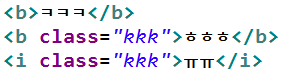 <b>ㅋㅋㅋ</b>
<b class="kkk">ㅎㅎㅎ</b>
<i class="kkk">ㅠㅠ</i>